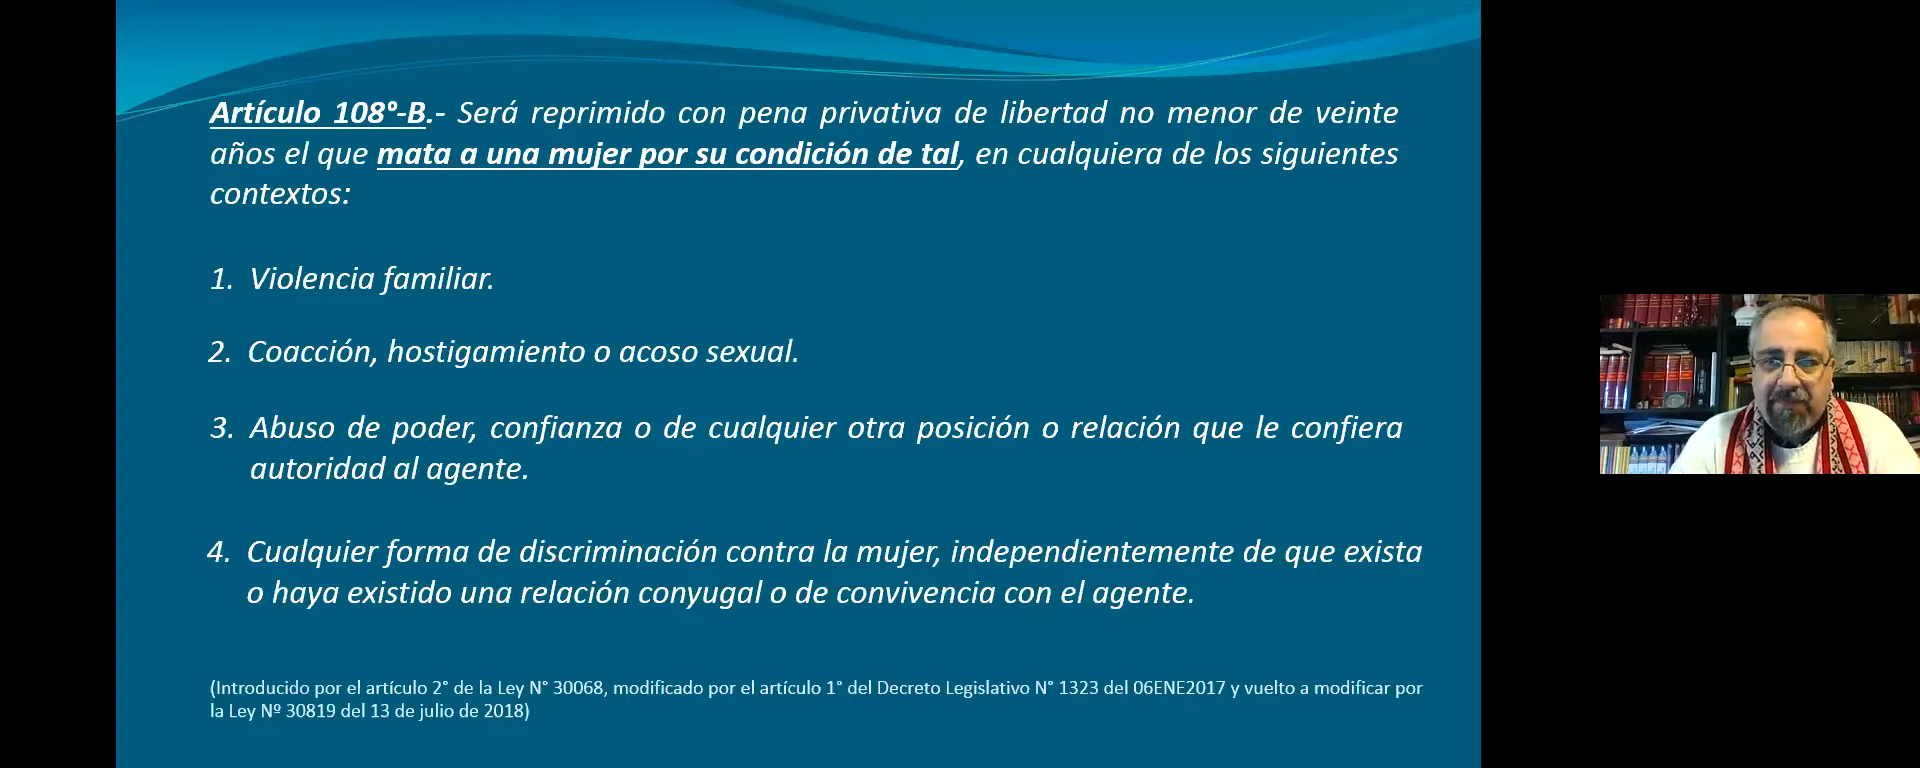 Artículo 108°-B.- Será reprimido con pena privativa de libertad no menor de veinte
años el que mata a una mujer por su condición de tal, en cualquiera de los siguientes
contextos:
1. Violencia familiar.
2. Coacción, hostigamiento o acoso sexual.
3. Abuso de poder, confianza o de cualquier otra posición o relación que le confiera
autoridad al agente.
4. Cualquier forma de discriminación contra la mujer, independientemente de que exista
o haya existido una relación conyugal o de convivencia con el agente.
(Introducido por el artículo 2° de la Ley N° 30068, modificado por el artículo 1° del Decreto Legislativo N° 1323 del 06ENE2017 y vuelto a modificar por
la Ley Nº 30819 del 13 de julio de 2018)